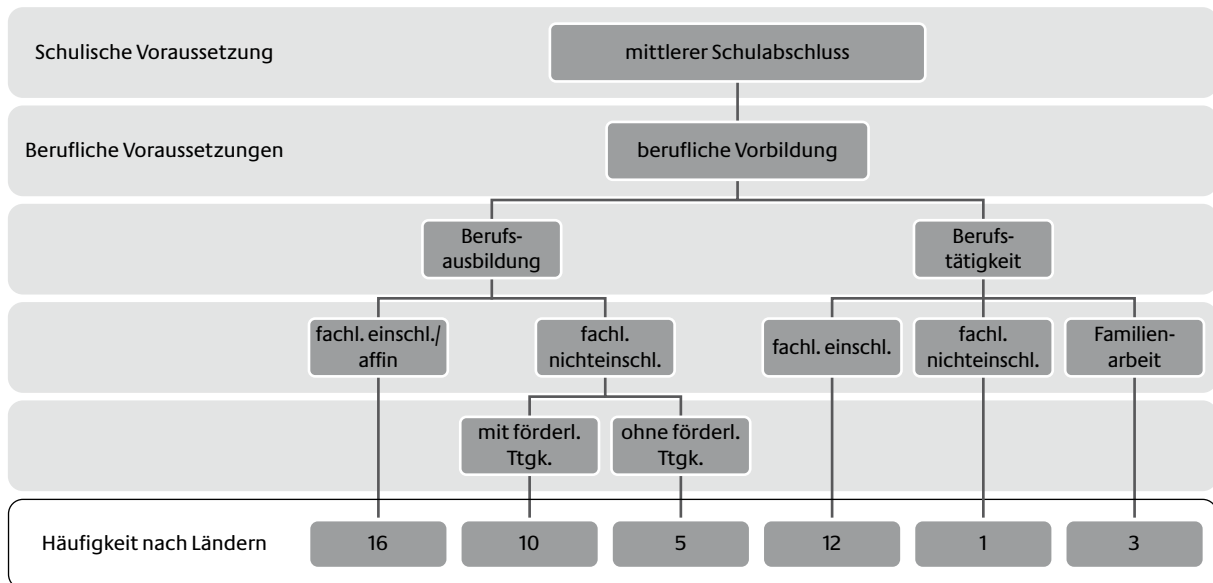 Schulische Voraussetzung
mittlerer Schulabschluss
Berufliche Voraussetzungen
berufliche Vorbildung
Berufs-
ausbildung
Berufs-
tätigkeit
fachl. einschl./
affin
fachl.
nichteinschl.
fachl. einschl.
fachl.
nichteinschl.
Familien-
arbeit
mit förderl.
Ttgk.
ohne förderl.
Ttgk.
Häufigkeit nach Ländern
16
10
5
12
1
3